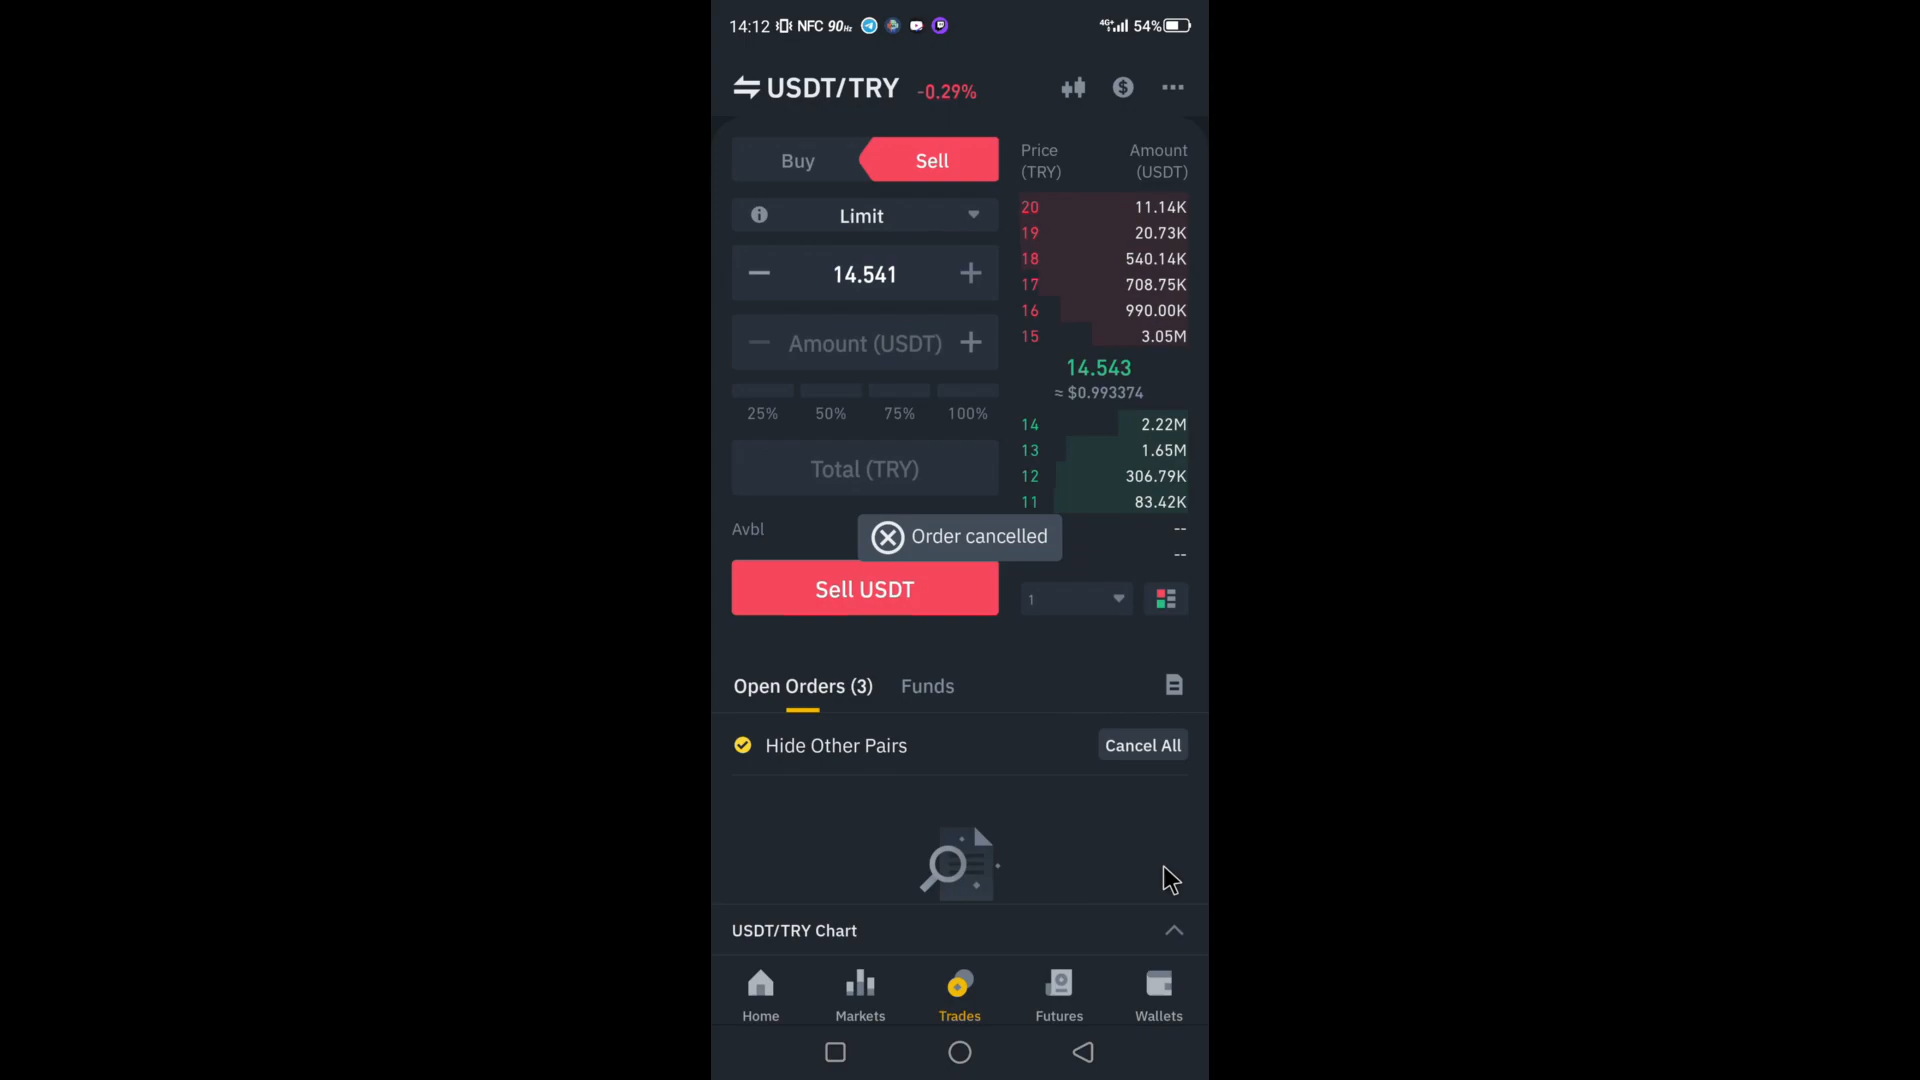 14:12 NFC 90Hz 4G+ 54%
USDT/TRY -0.29%
Buy Sell
Limit
14.541
Amount (USDT)
25% 50% 75% 100%
Total (TRY)
Avbl
Sell USDT
Price Amount
(TRY) (USDT)
20 11.14K
19 20.73K
18 540.14K
17 708.75K
16 990.00K
15 3.05M
14.543
≈ $0.993374
14 2.22M
13 1.65M
12 306.79K
11 83.42K
--
--
1
Order cancelled
Open Orders (3) Funds
Hide Other Pairs Cancel All
USDT/TRY Chart
Home Markets Trades Futures Wallets